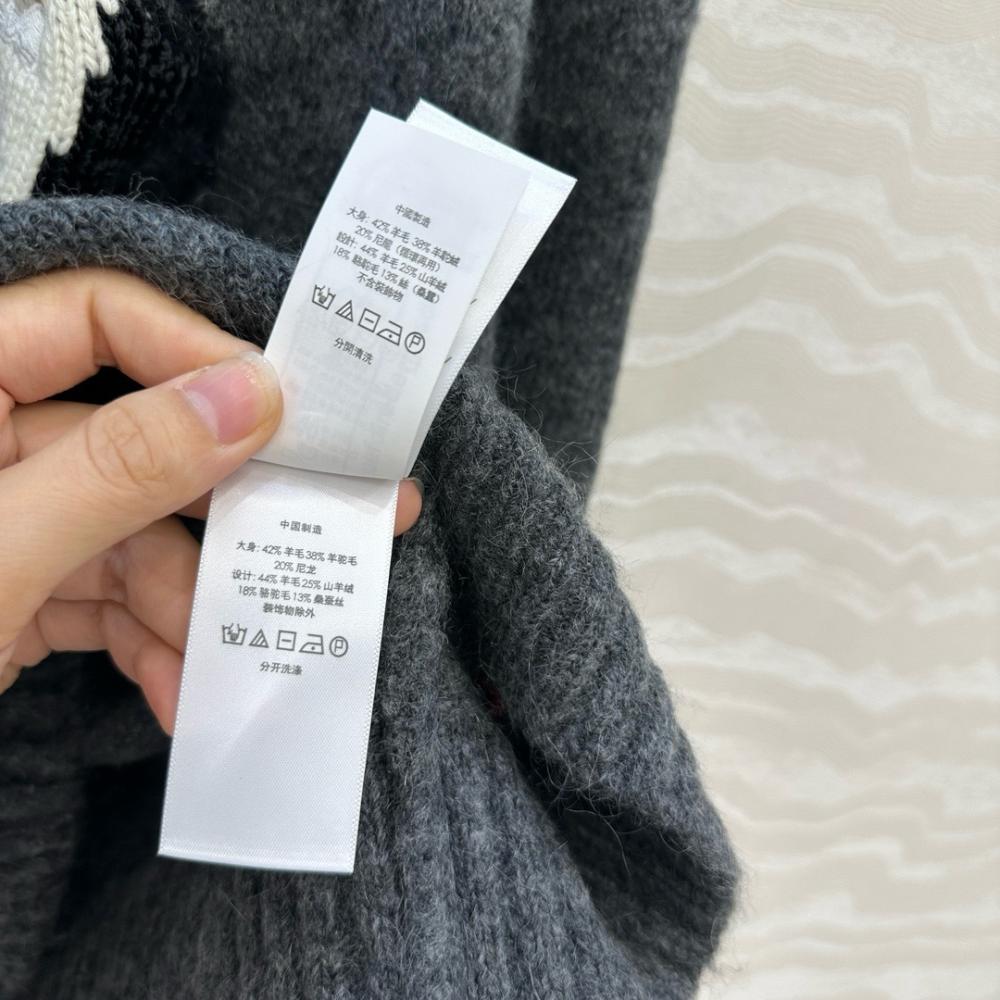 中國製造
大身: 42% 羊毛 38% 羊駝絨
20% 尼龍（循環再用）
設計: 44% 羊毛 25% 山羊絨
18% 駱駝毛 13% 絲（桑蠶）
不含裝飾物
P
分開清洗
中国制造
大身: 42% 羊毛 38% 羊驼毛
20% 尼龙
设计: 44% 羊毛 25% 山羊绒
18% 骆驼毛 13% 桑蚕丝
装饰物除外
P
分开洗涤